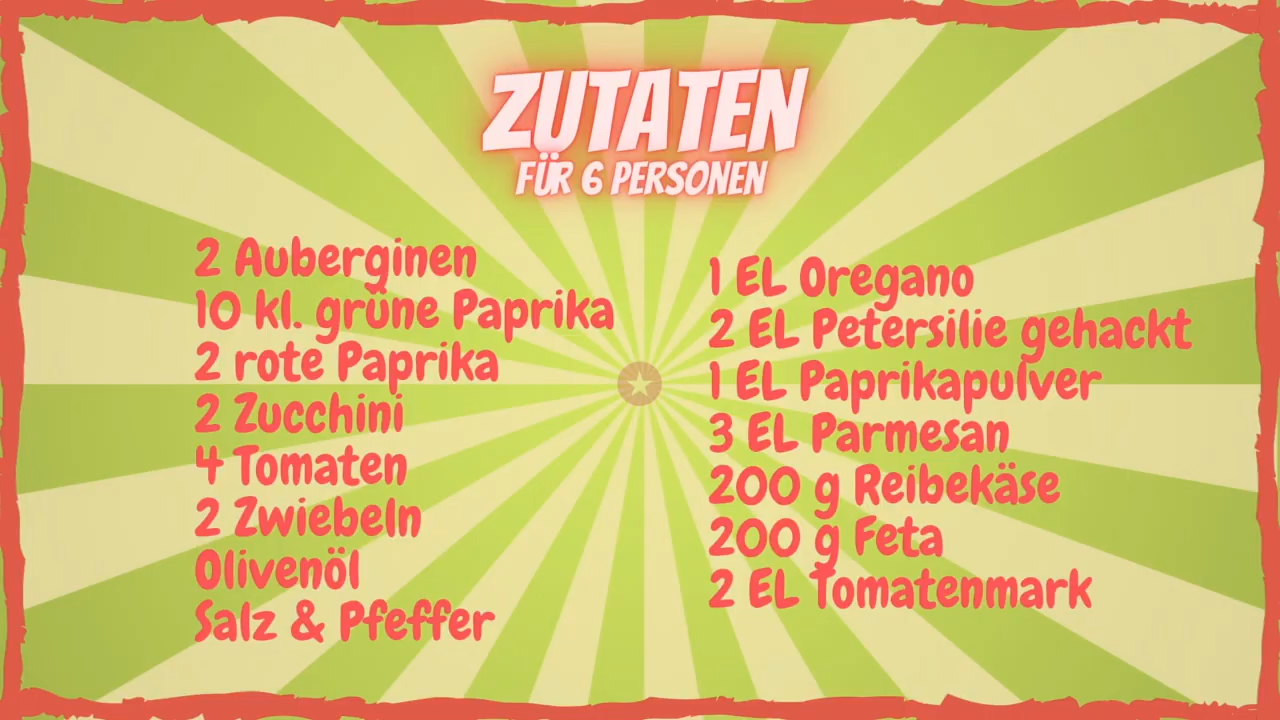 ZUTATEN
FÜR 6 PERSONEN
2 Auberginen
10 kl. grüne Paprika
2 rote Paprika
2 Zucchini
4 Tomaten
2 Zwiebeln
Olivenöl
Salz & Pfeffer
1 EL Oregano
2 EL Petersilie gehackt
1 EL Paprikapulver
3 EL Parmesan
200 g Reibekäse
200 g Feta
2 EL Tomatenmark